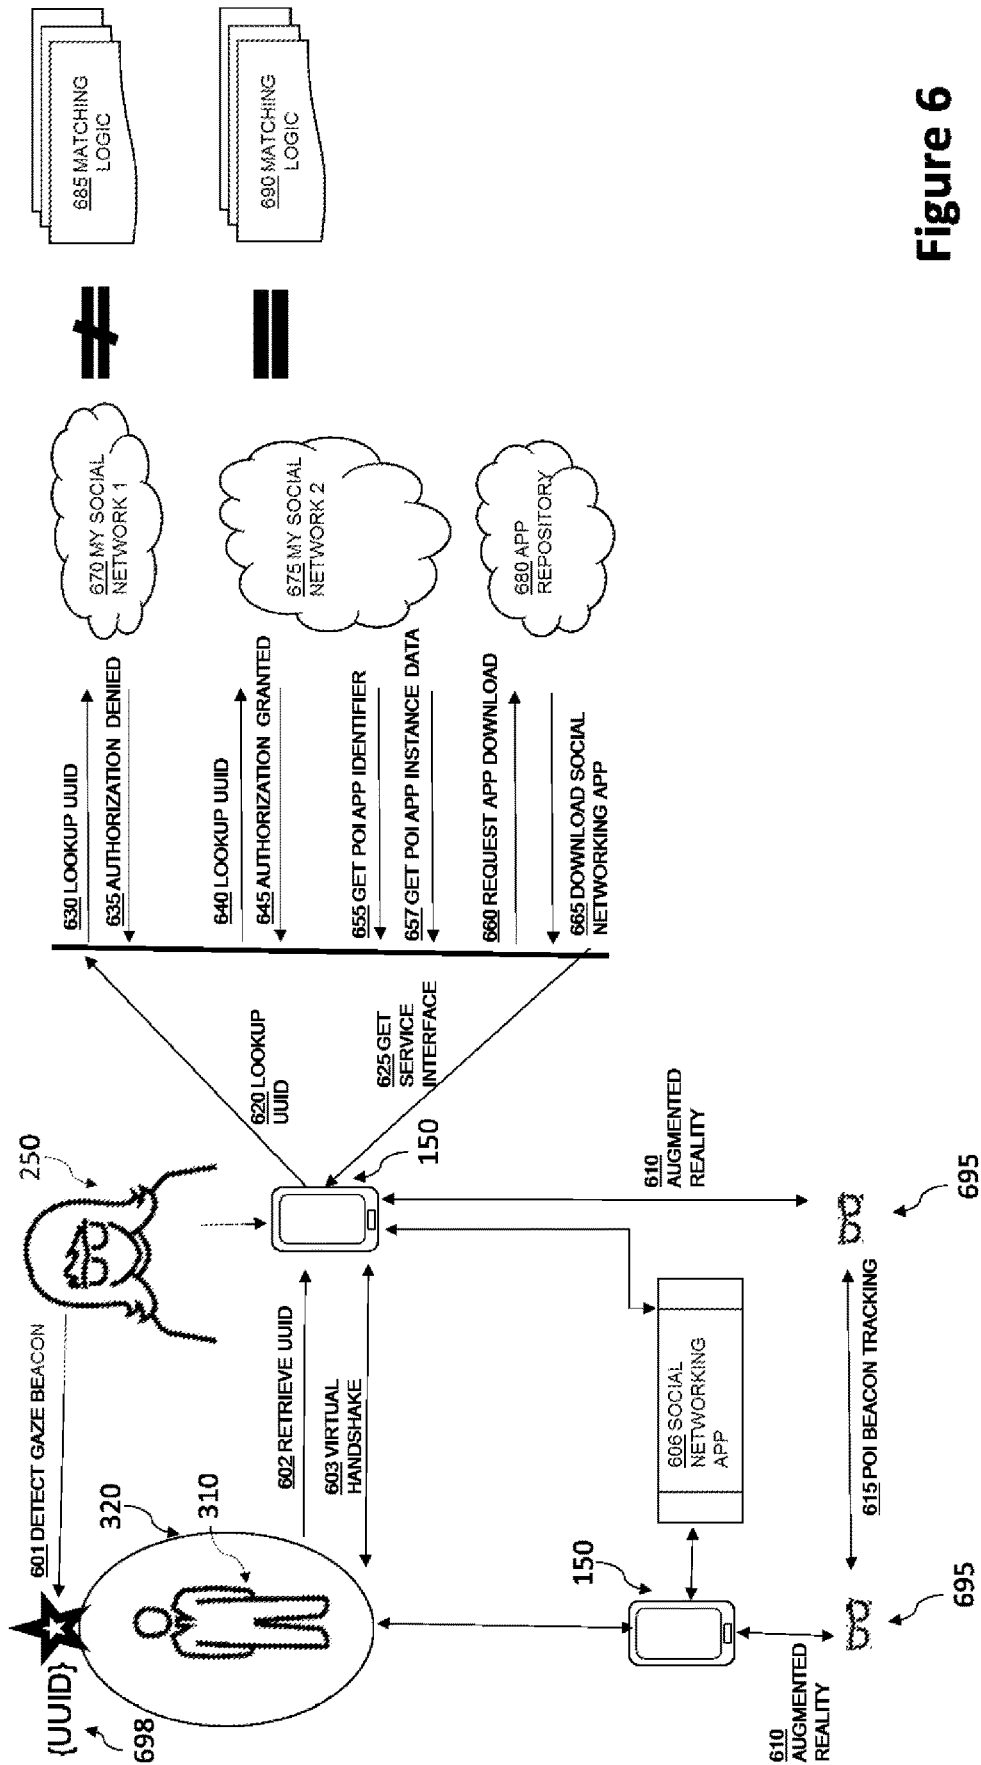 {UUID}
698
601 DETECT GAZE BEACON
250
320
310
602 RETRIEVE UUID
603 VIRTUAL
HANDSHAKE
150
620 LOOKUP
UUID
625 GET
SERVICE
INTERFACE
630 LOOKUP UUID
635 AUTHORIZATION DENIED
640 LOOKUP UUID
645 AUTHORIZATION GRANTED
655 GET POI APP IDENTIFIER
657 GET POI APP INSTANCE DATA
660 REQUEST APP DOWNLOAD
665 DOWNLOAD SOCIAL
NETWORKING APP
670 MY SOCIAL
NETWORK 1
675 MY SOCIAL
NETWORK 2
680 APP
REPOSITORY
685 MATCHING
LOGIC
690 MATCHING
LOGIC
150
606 SOCIAL
NETWORKING
APP
610
AUGMENTED
REALITY
610
AUGMENTED
REALITY
615 POI BEACON TRACKING
695
695
Figure 6